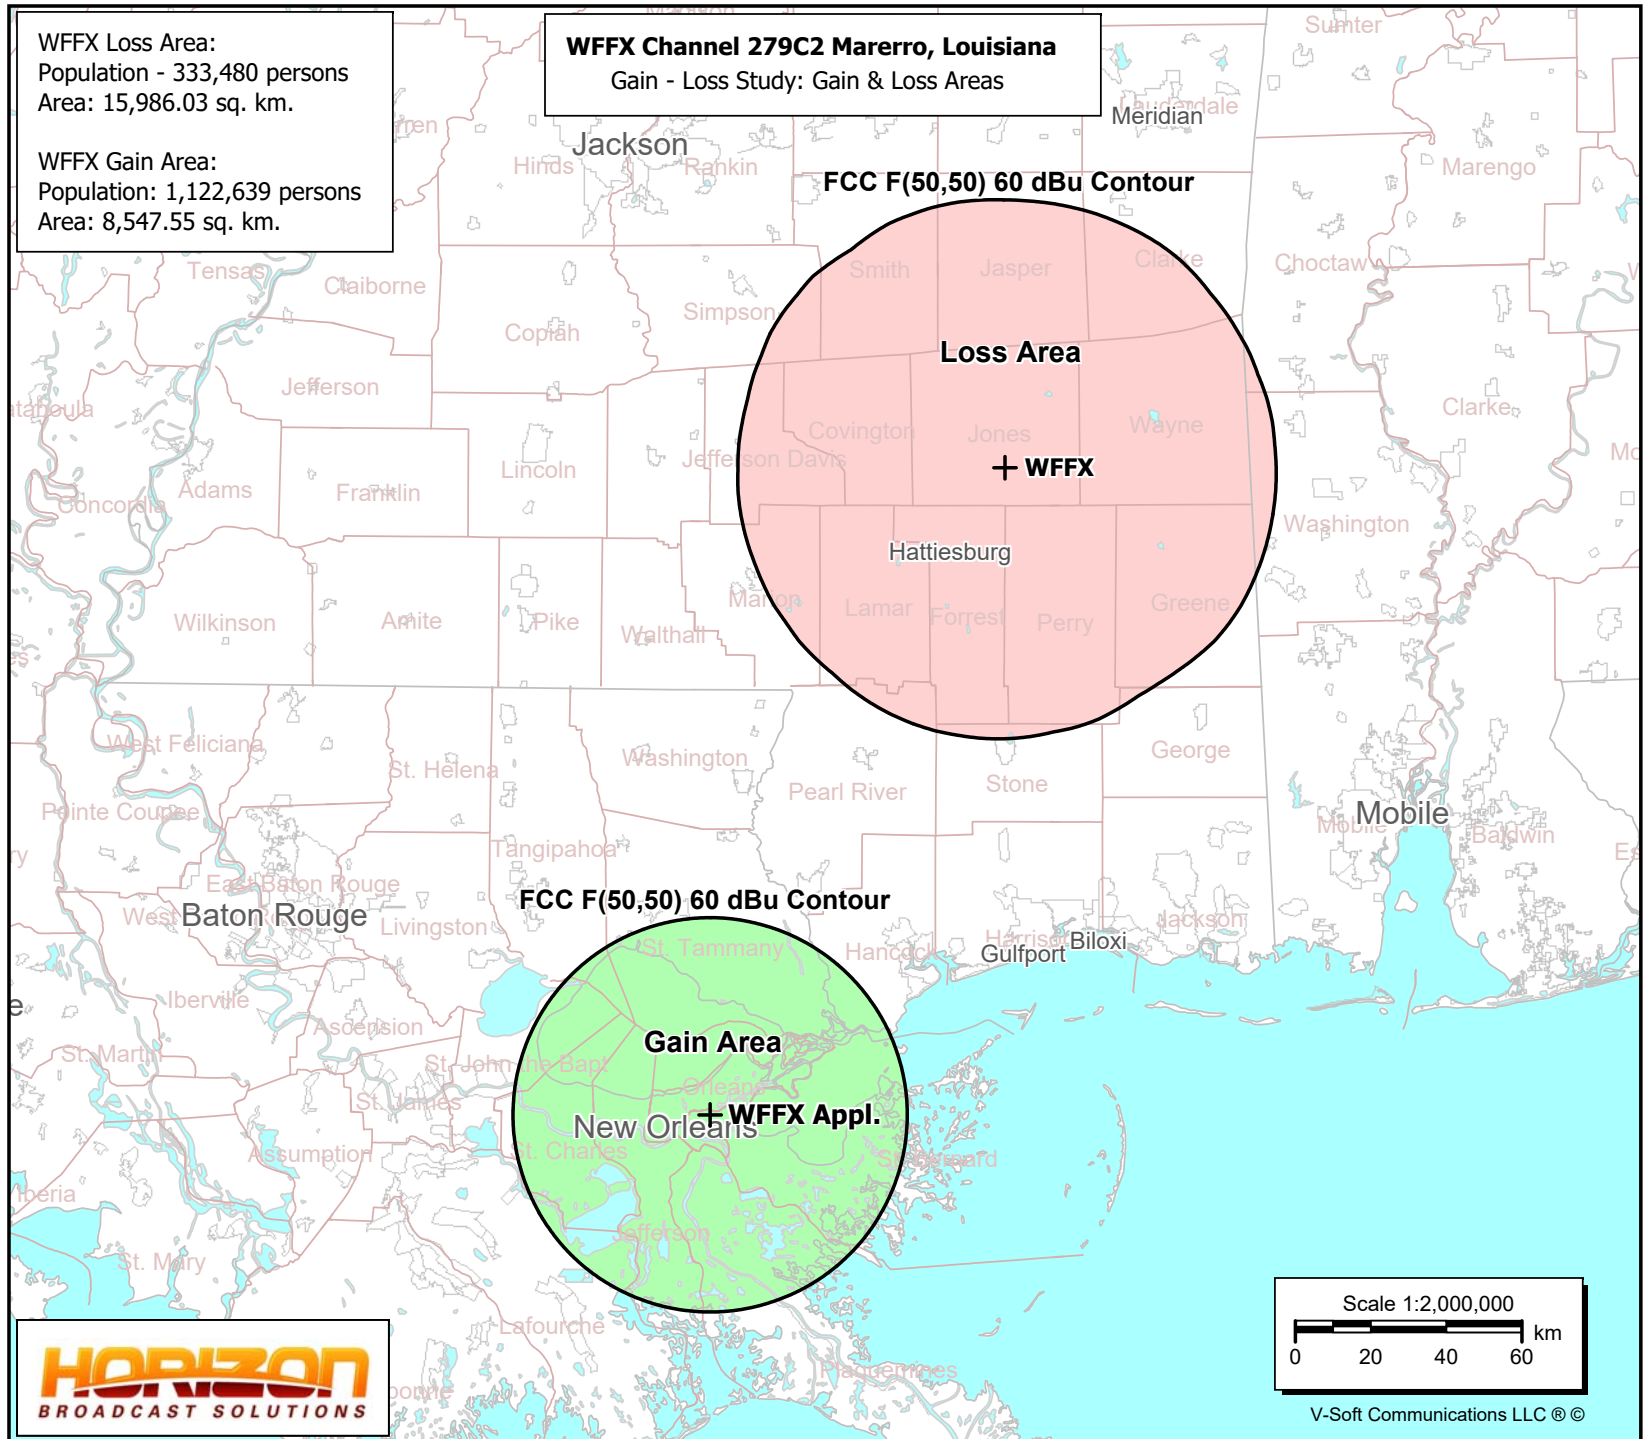 WFFX Loss Area:
Population - 333,480 persons
Area: 15,986.03 sq. km.
WFFX Gain Area:
Population: 1,122,639 persons
Area: 8,547.55 sq. km.
WFFX Channel 279C2 Marerro, Louisiana
Gain - Loss Study: Gain & Loss Areas
Madison
Sumter
Lauderdale
Meridian
Jackson
Hinds
Rankin
Marengo
FCC F(50,50) 60 dBu Contour
Tensas
Claiborne
Smith
Jasper
Clarke
Choctaw
Copiah
Simpson
Loss Area
Jefferson
Clarke
Covington
Jones
Wayne
Lincoln
Jefferson Davis
WFFX
Concordia
Adams
Franklin
Washington
Hattiesburg
Marion
Lamar
Forrest
Perry
Greene
Wilkinson
Amite
Pike
Walthall
West Feliciana
St. Helena
Washington
George
Pearl River
Stone
Pointe Coupee
Mobile
Mobile
Baldwin
Tangipahoa
East Baton Rouge
FCC F(50,50) 60 dBu Contour
West
Baton Rouge
Livingston
St. Tammany
Hancock
Harrison
Jackson
Gulfport
Biloxi
Iberville
Ascension
Gain Area
St. Martin
St. John the Bapt
Orleans
St. James
New Orleans
WFFX Appl.
Assumption
St. Charles
St. Bernard
Iberia
Jefferson
St. Mary
Lafourche
Plaquemines
Scale 1:2,000,000
km
0 20 40 60
HORIZON
BROADCAST SOLUTIONS
V-Soft Communications LLC ® ©